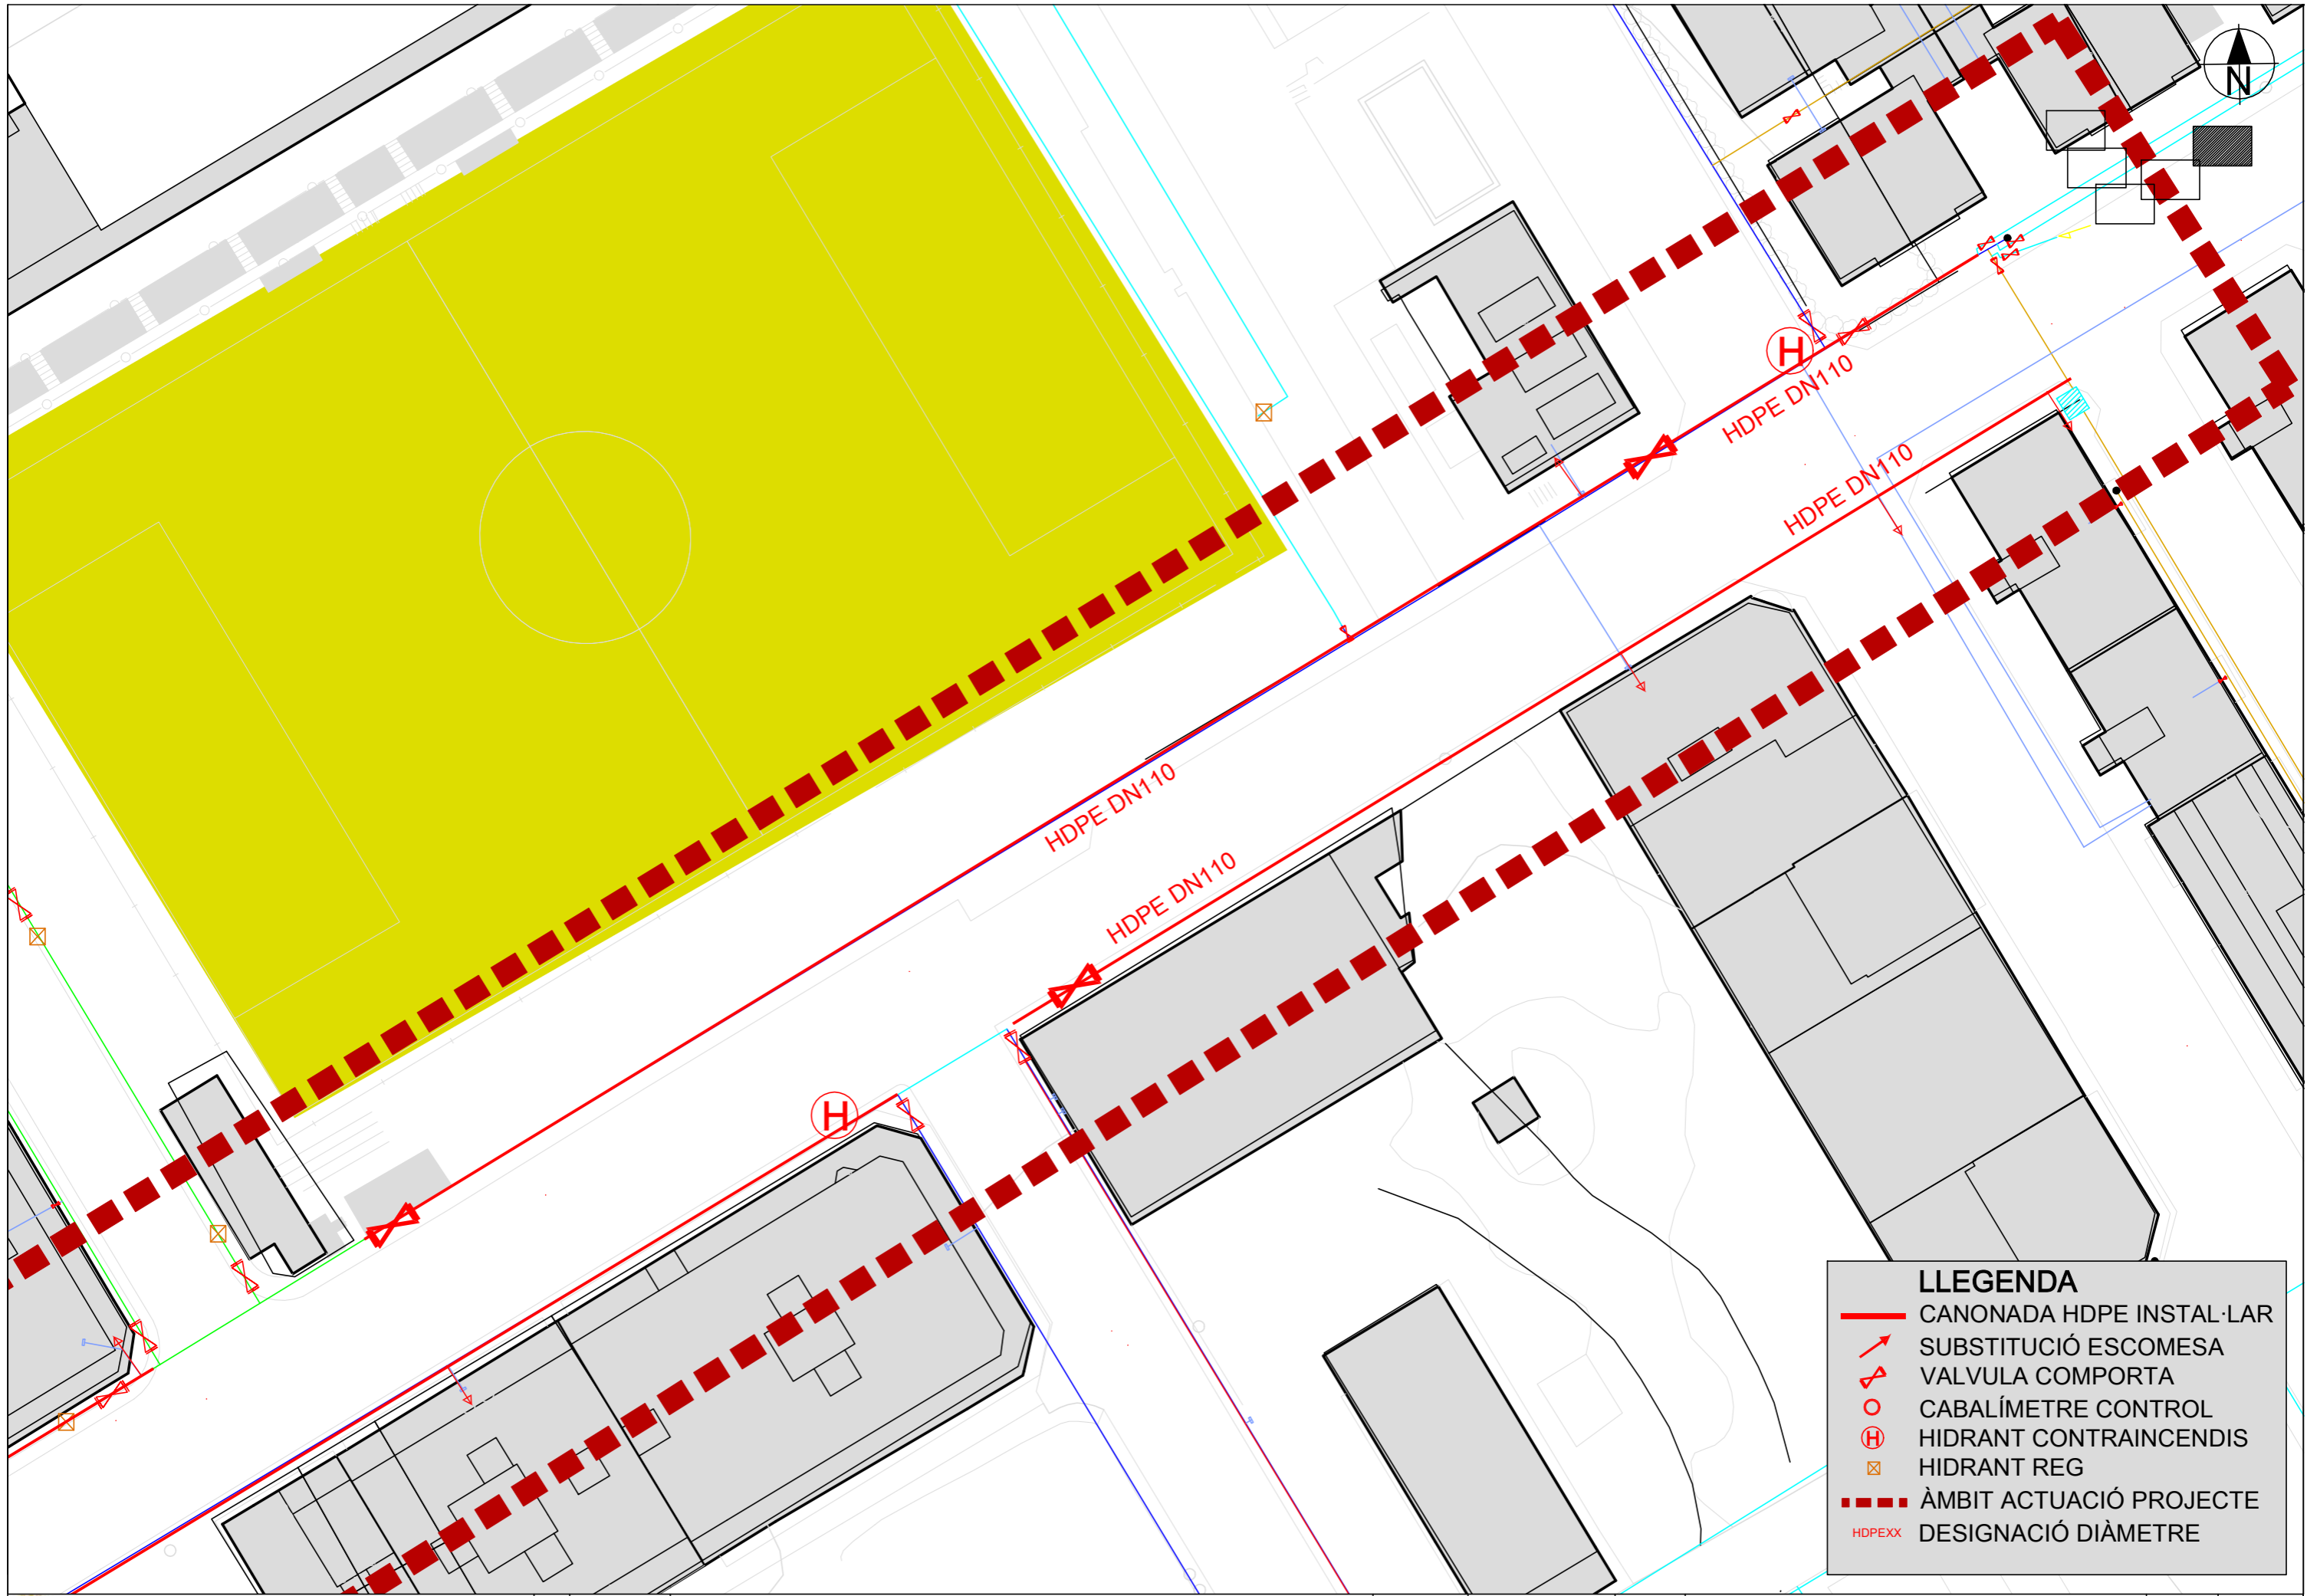 N
H
HDPE DN110
HDPE DN110
HDPE DN110
HDPE DN110
H
LLEGENDA
CANONADA HDPE INSTAL·LAR
SUBSTITUCIÓ ESCOMESA
VALVULA COMPORTA
CABALÍMETRE CONTROL
H HIDRANT CONTRAINCENDIS
HIDRANT REG
ÀMBIT ACTUACIÓ PROJECTE
HDPEXX DESIGNACIÓ DIÀMETRE